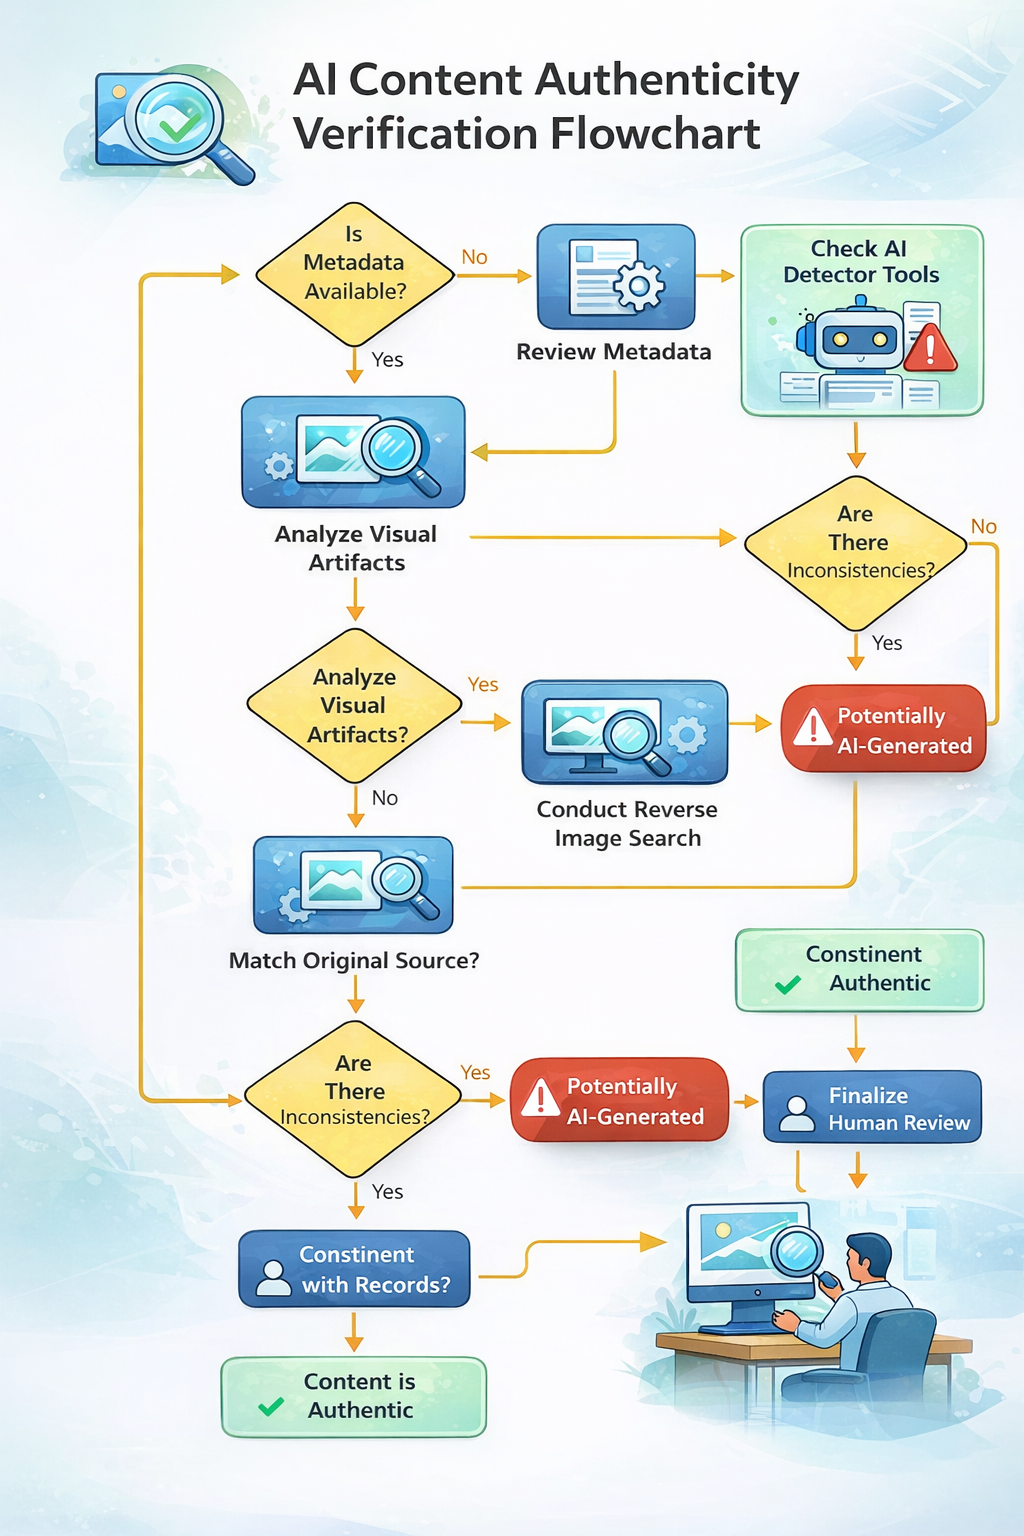 AI Content Authenticity
Verification Flowchart
Is
Metadata
Available?
No
Yes
Review Metadata
Check AI
Detector Tools
Analyze Visual
Artifacts
Are
There
Inconsistencies?
No
Yes
Analyze
Visual
Artifacts?
Yes
No
Conduct Reverse
Image Search
Potentially
AI-Generated
Match Original Source?
Constinent
Authentic
Are
There
Inconsistencies?
Yes
Yes
Potentially
AI-Generated
Finalize
Human Review
Constinent
with Records?
Content is
Authentic